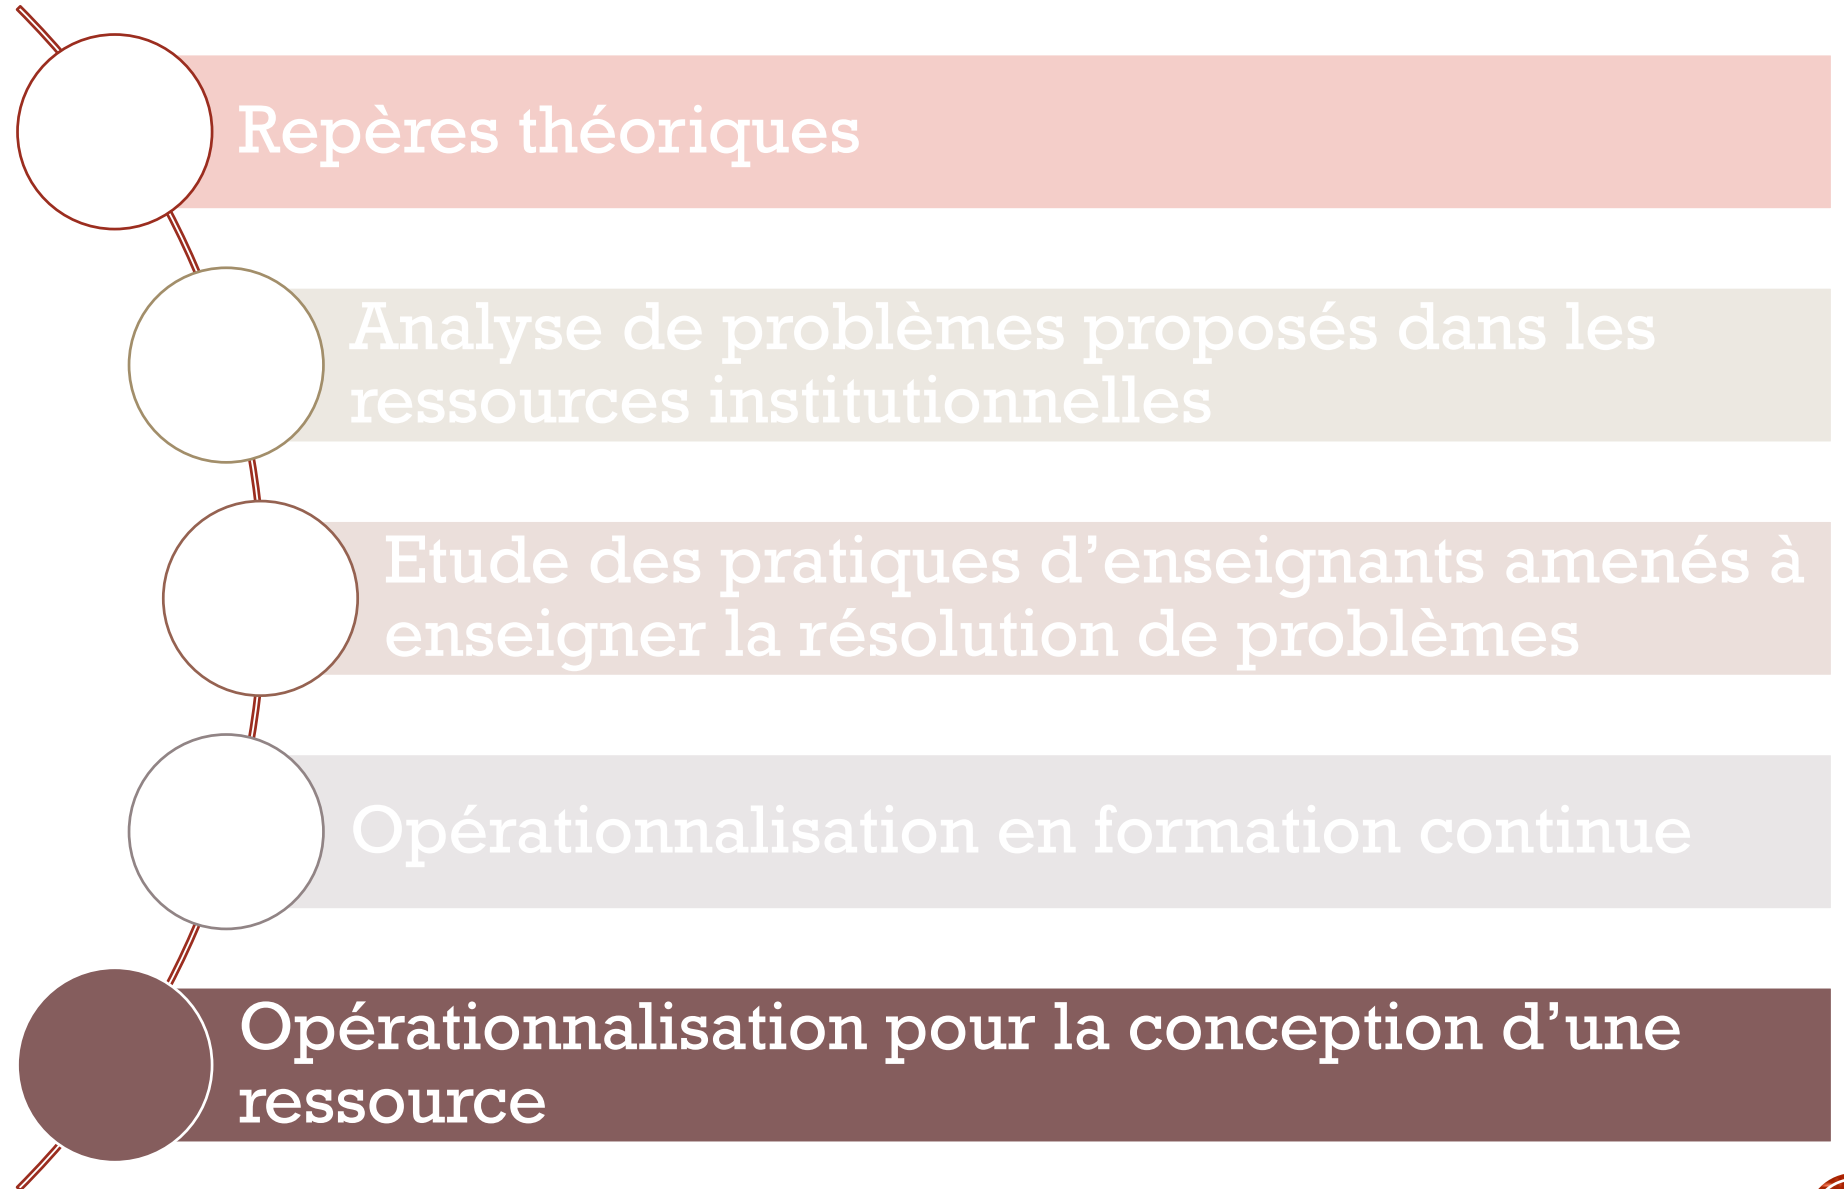 Repères théoriques
Analyse de problèmes proposés dans les
ressources institutionnelles
Etude des pratiques d’enseignants amenés à
enseigner la résolution de problèmes
Opérationnalisation en formation continue
Opérationnalisation pour la conception d’une
ressource